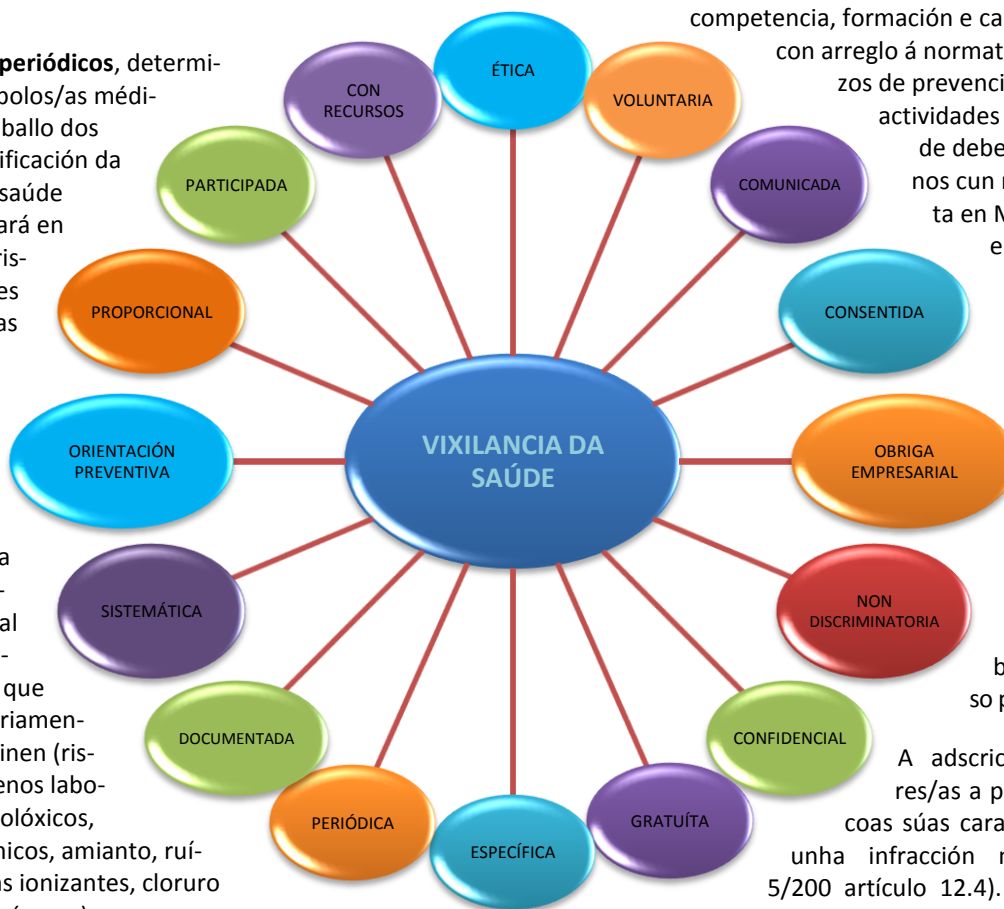 periódicos, determi-
polos/as médi-
ballo dos
ificación da
saúde
ará en
ris-
es
as
a
-
al
-
que
riamen-
inen (ris-
enos labo-
olóxicos,
nicos, amianto, ruí-
as ionizantes, cloruro
competencia, formación e ca
con arreglo á normat
zos de prevenci
actividades
de debe
nos cun
ta en
e
ÉTICA
VOLUNTARIA
COMUNICADA
CONSENTIDA
OBRIGA
EMPRESARIAL
NON
DISCRIMINATORIA
CONFIDENCIAL
GRATUÍTA
ESPECÍFICA
PERIÓDICA
DOCUMENTADA
SISTEMÁTICA
ORIENTACIÓN
PREVENTIVA
PROPORCIONAL
PARTICIPADA
CON
RECURSOS
VIXILANCIA DA
SAÚDE
b
so p
A adscric
res/as a p
coas súas cara
unha infracción
5/200 artículo 12.4).